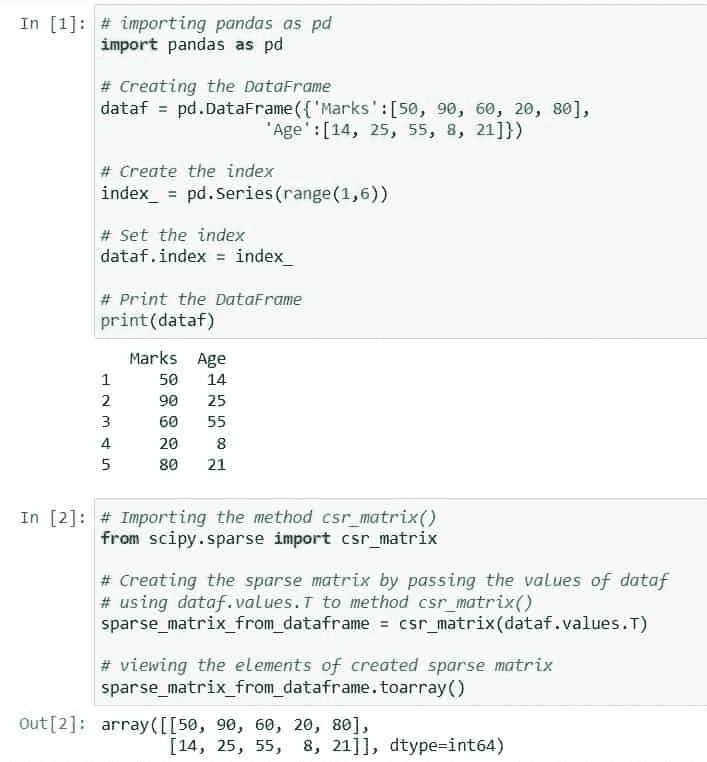 In [1]: # importing pandas as pd
import pandas as pd
# Creating the DataFrame
dataf = pd.DataFrame({'Marks':[50, 90, 60, 20, 80],
'Age':[14, 25, 55, 8, 21]})
# Create the index
index_ = pd.Series(range(1,6))
# Set the index
dataf.index = index_
# Print the DataFrame
print(dataf)
Marks Age
1 50 14
2 90 25
3 60 55
4 20 8
5 80 21
In [2]: # Importing the method csr_matrix()
from scipy.sparse import csr_matrix
# Creating the sparse matrix by passing the values of dataf
# using dataf.values.T to method csr_matrix()
sparse_matrix_from_dataframe = csr_matrix(dataf.values.T)
# viewing the elements of created sparse matrix
sparse_matrix_from_dataframe.toarray()
Out[2]: array([[50, 90, 60, 20, 80],
[14, 25, 55, 8, 21]], dtype=int64)